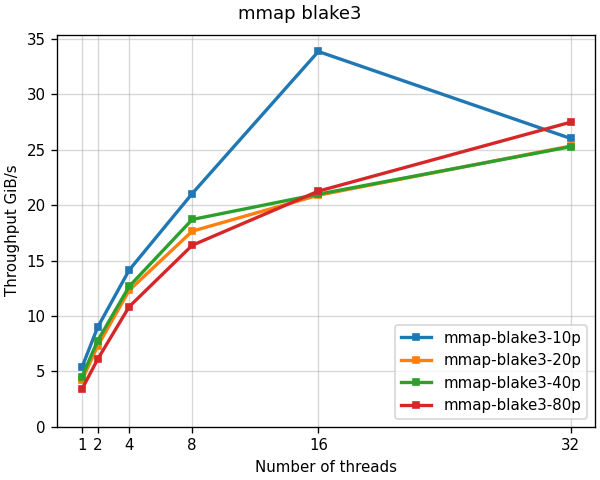 mmap blake3
Throughput GiB/s
35
30
25
20
15
10
5
0
1 2 4 8 16 32
Number of threads
mmap-blake3-10p
mmap-blake3-20p
mmap-blake3-40p
mmap-blake3-80p